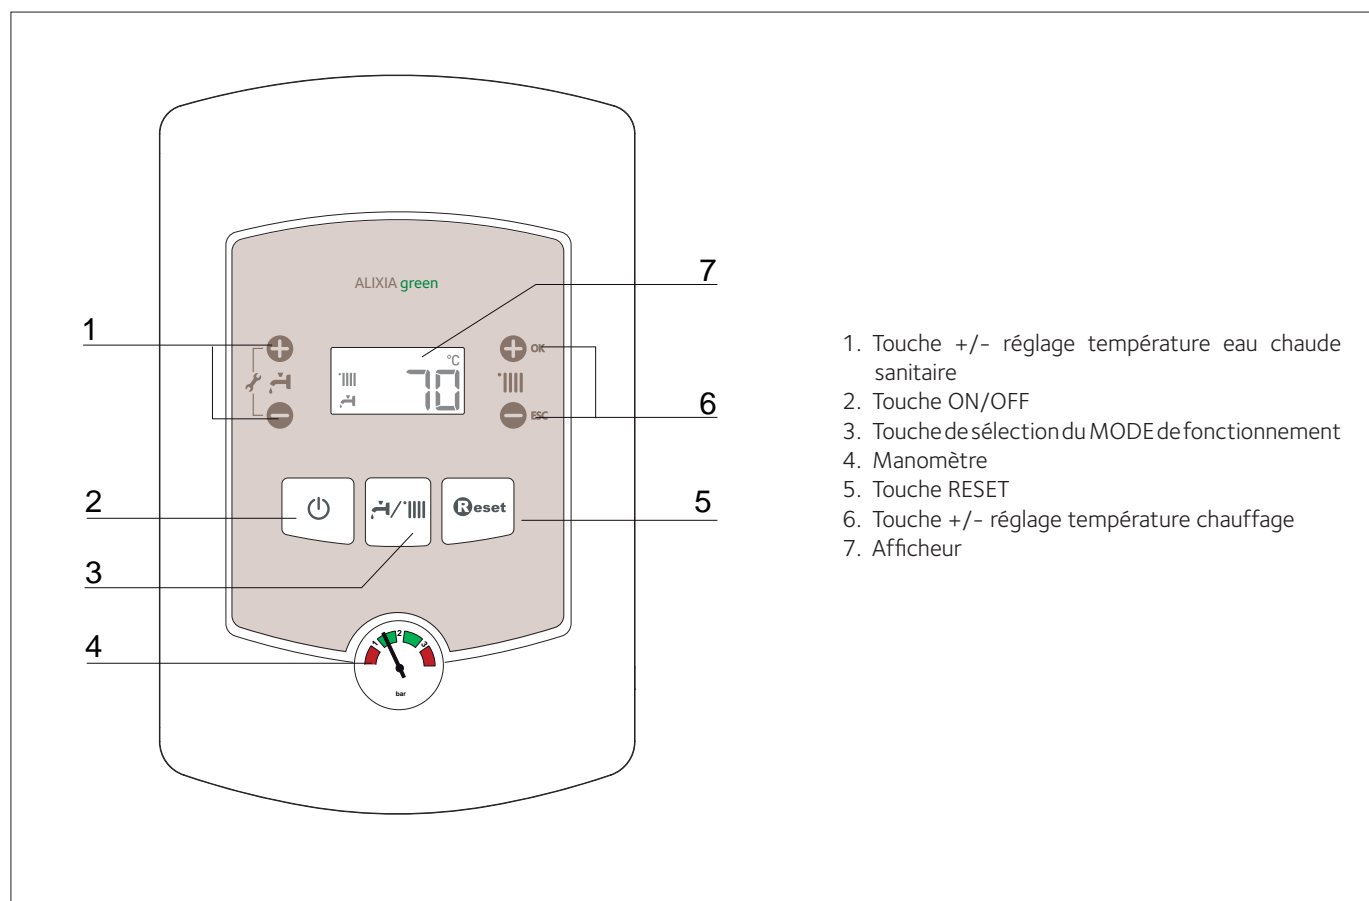 ALIXIA green
7
1
OK
°C
70
ESC
6
2
Reset
5
3
4
1 2 3
bar
1. Touche +/- réglage température eau chaude
sanitaire
2. Touche ON/OFF
3. Touche de sélection du MODE de fonctionnement
4. Manomètre
5. Touche RESET
6. Touche +/- réglage température chauffage
7. Afficheur